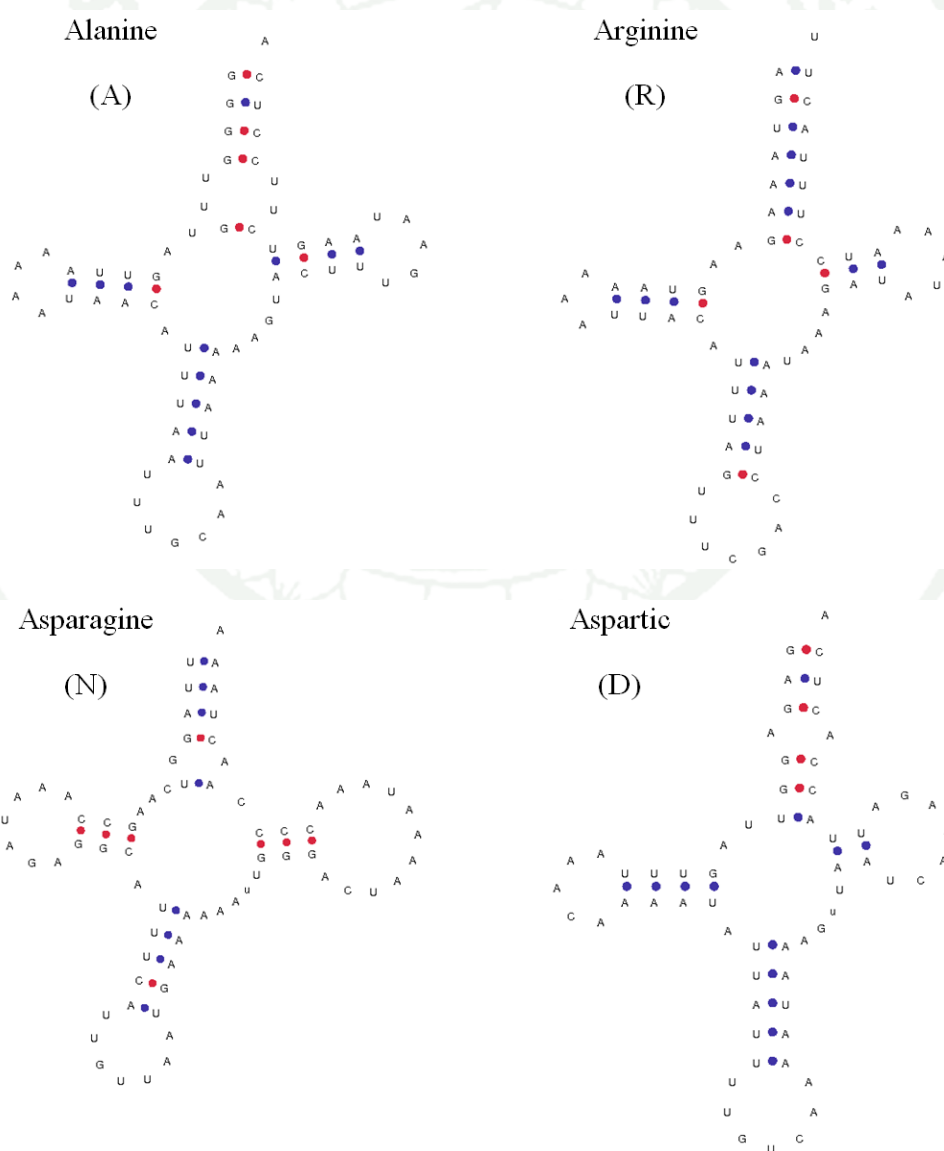 Alanine
(A)
A
G C
G U
G C
G C
U U
U G C U
U A U G A A U A A
A A A U U G A C U U U G
A U A A C U
A A G
U A A A
U A
U A
A U
A U
U A
U A
U G C
Arginine
(R)
U
A U
G C
U A
A U
A U
A U
G C
A A C U A A A
A A A U G G A U A U
A U U A C A
A A A
U A U
U A
U A
A U
G C
U C
U A
U C G
Asparagine
(N)
A
U A
U A
A U
G C
G A
C U A
A A A C C G A A C C C C A A A U A A
U A G A G G C G G G A C U A A
A U u
U A A A A
U A
U A
C G
A U
U A
U A
G U U
Aspartic
(D)
A
G C
A U
G C
A A
G C
G C
U U A
A U U A G A
A A U U U G A A U C
A C A A A A U U
A u G
U A A
U A
A U
U A
U A
U A
U A
G U C